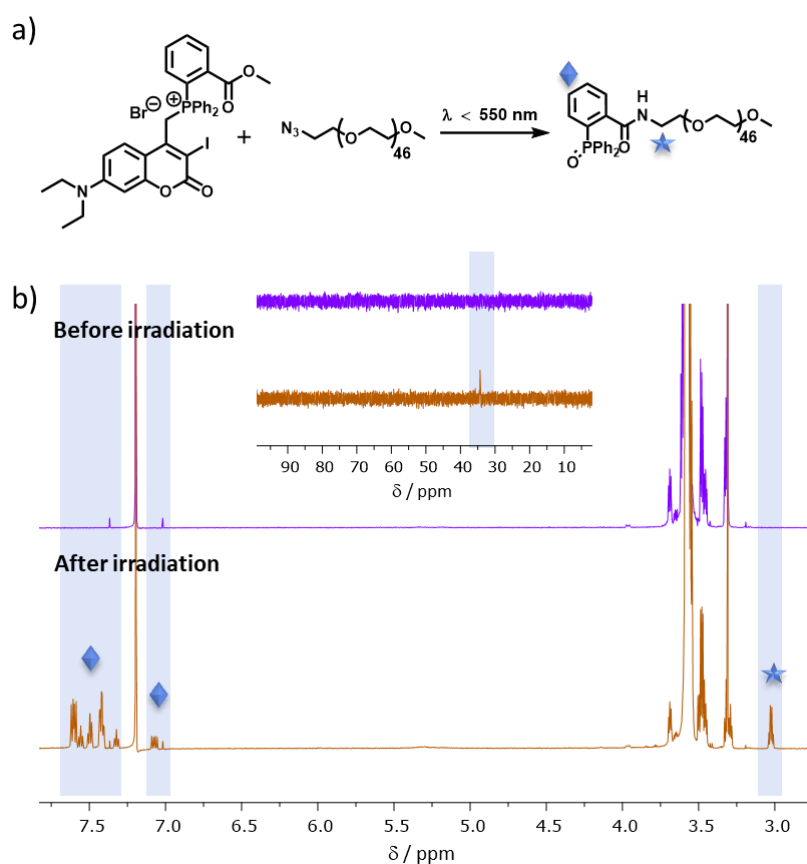 a)
O
O
Br⊖
⊕
PPh₂
I
N
O
O
+
N₃
(
O
)
46
O
λ < 550 nm
H
N
O
PPh₂
O
(
O
)
46
O
b)
Before irradiation
90 80 70 60 50 40 30 20 10
δ / ppm
After irradiation
7.5 7.0 6.5 6.0 5.5 5.0 4.5 4.0 3.5 3.0
δ / ppm